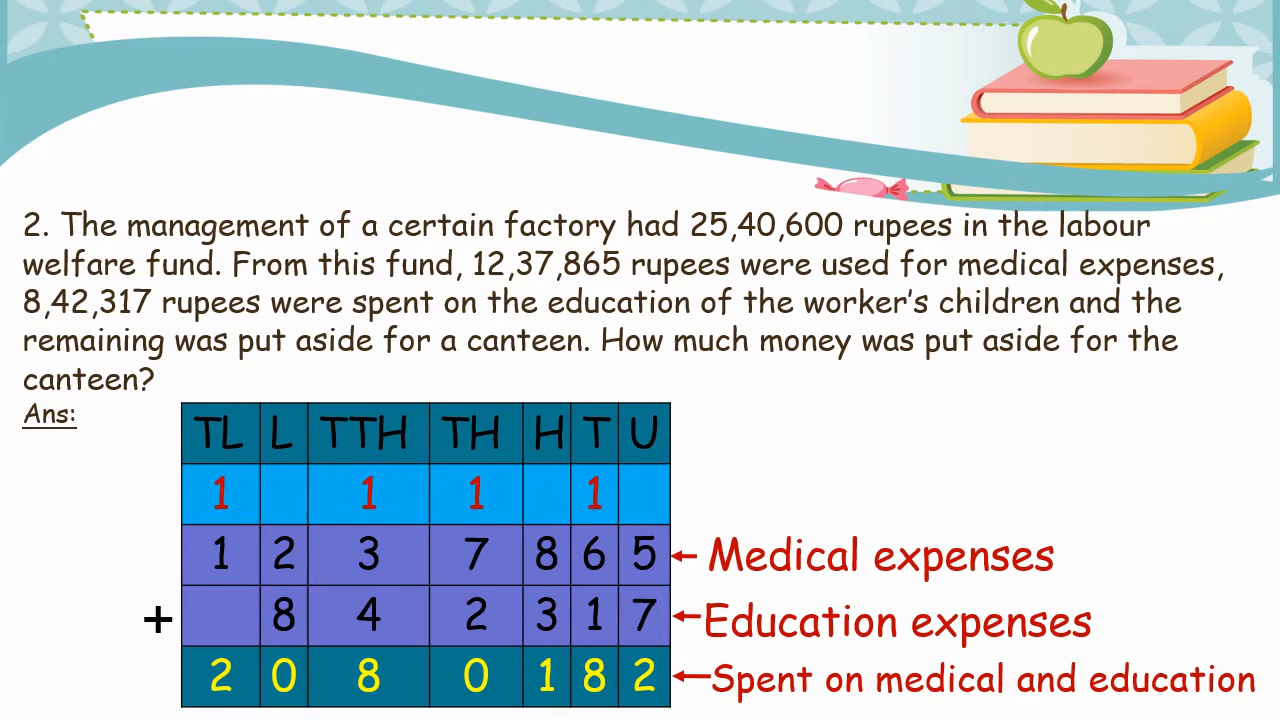 2. The management of a certain factory had 25,40,600 rupees in the labour
welfare fund. From this fund, 12,37,865 rupees were used for medical expenses,
8,42,317 rupees were spent on the education of the worker's children and the
remaining was put aside for a canteen. How much money was put aside for the
canteen?
Ans:
TL L TTH TH H T U
1 1 1 1
1 2 3 7 8 6 5 Medical expenses
+ 8 4 2 3 1 7 Education expenses
2 0 8 0 1 8 2 Spent on medical and education